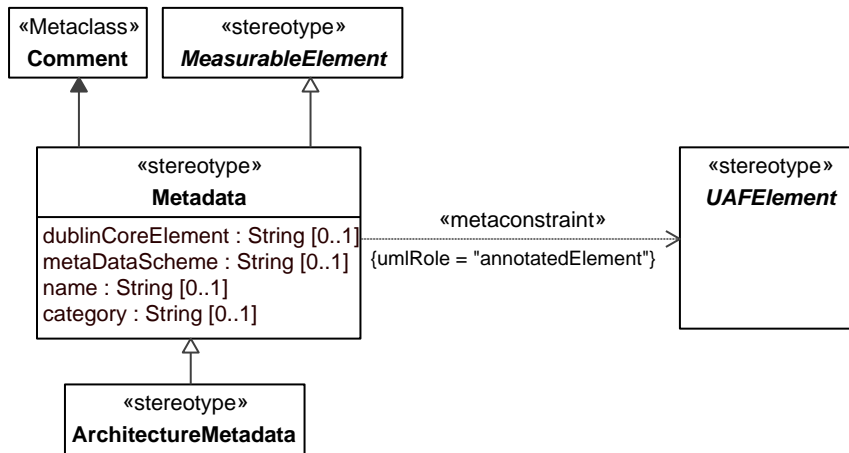 «Metaclass»
Comment
«stereotype»
MeasurableElement
«stereotype»
Metadata
dublinCoreElement : String [0..1]
metaDataScheme : String [0..1]
name : String [0..1]
category : String [0..1]
«metaconstraint»
{umlRole = "annotatedElement"}
«stereotype»
UAFElement
«stereotype»
ArchitectureMetadata